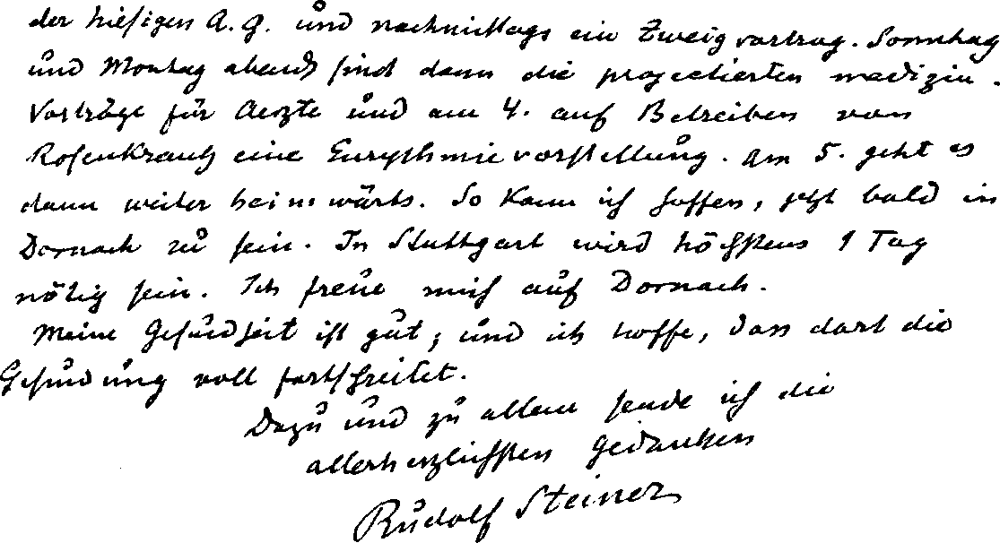 der hiesigen A. G. und nachmittags ein Zweigvortrag. Sonntag
und Montag abend sind dann die projectierten medizin.
Vorträge für Aerzte und am 4. auf Betreiben von
Rosenkrantz eine Eurythmievorstellung. Am 5. geht es
dann weiter heimwärts. So kann ich hoffen, jetzt bald in
Dornach zu sein. In Stuttgart wird höchstens 1 Tag
nötig sein. Ich freue mich auf Dornach.
Meine Gesundheit ist gut; und ich hoffe, dass dort die
Gesundung voll fortschreitet.
Dazu und zu allem sende ich die
allerherzlichsten Gedanken
Rudolf Steiner